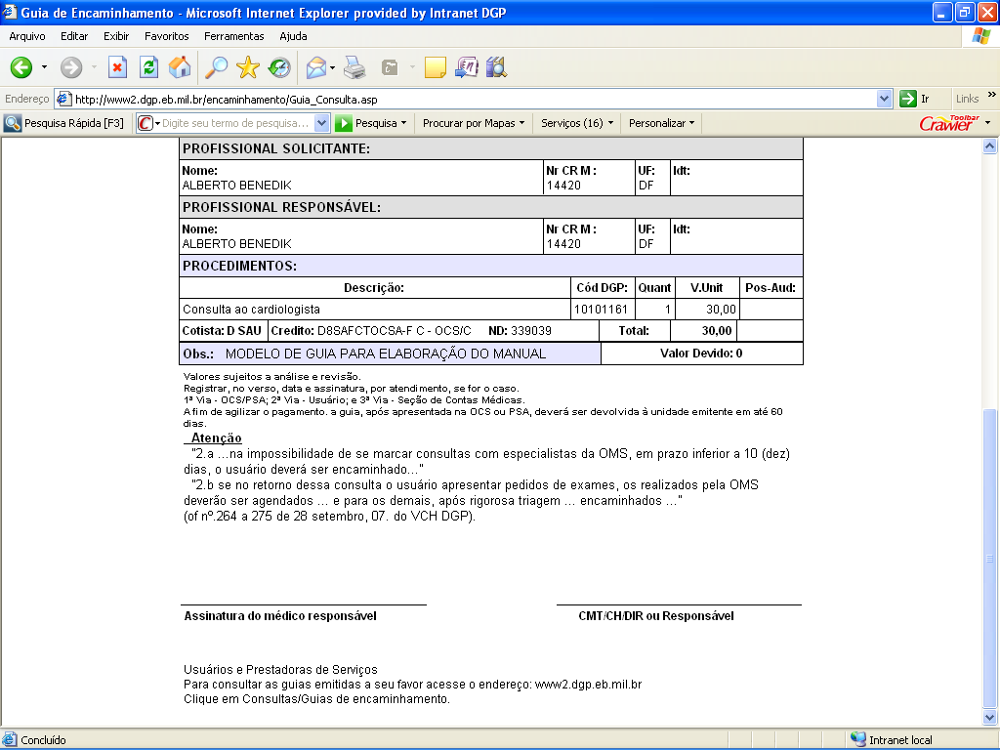 Guia de Encaminhamento - Microsoft Internet Explorer provided by Intranet DGP
Arquivo Editar Exibir Favoritos Ferramentas Ajuda
Endereço http://www2.dgp.eb.mil.br/encaminhamento/Guia_Consulta.asp Ir Links »
Pesquisa Rápida [F3] Digite seu termo de pesquisa... Pesquisa Procurar por Mapas Serviços (16) Personalizar Crawler Toolbar
PROFISSIONAL SOLICITANTE:
Nome: Nr CR M : UF: Idt:
ALBERTO BENEDIK 14420 DF
PROFISSIONAL RESPONSÁVEL:
Nome: Nr CR M : UF: Idt:
ALBERTO BENEDIK 14420 DF
PROCEDIMENTOS:
Descrição: Cód DGP: Quant V.Unit Pos-Aud:
Consulta ao cardiologista 10101161 1 30,00
Cotista: D SAU Credito: D8SAFCTOCSA-F C - OCS/C ND: 339039 Total: 30,00
Obs.: MODELO DE GUIA PARA ELABORAÇÃO DO MANUAL Valor Devido: 0
Valores sujeitos a análise e revisão.
Registrar, no verso, data e assinatura, por atendimento, se for o caso.
1ª Via - OCS/PSA; 2ª Via - Usuário; e 3ª Via - Seção de Contas Médicas.
A fim de agilizar o pagamento. a guia, após apresentada na OCS ou PSA, deverá ser devolvida à unidade emitente em até 60
dias.
Atenção
"2.a ...na impossibilidade de se marcar consultas com especialistas da OMS, em prazo inferior a 10 (dez)
dias, o usuário deverá ser encaminhado..."
"2.b se no retorno dessa consulta o usuário apresentar pedidos de exames, os realizados pela OMS
deverão ser agendados ... e para os demais, após rigorosa triagem ... encaminhados ..."
(of nº.264 a 275 de 28 setembro, 07. do VCH DGP).
Assinatura do médico responsável CMT/CH/DIR ou Responsável
Usuários e Prestadoras de Serviços
Para consultar as guias emitidas a seu favor acesse o endereço: www2.dgp.eb.mil.br
Clique em Consultas/Guias de encaminhamento.
Concluído Intranet local